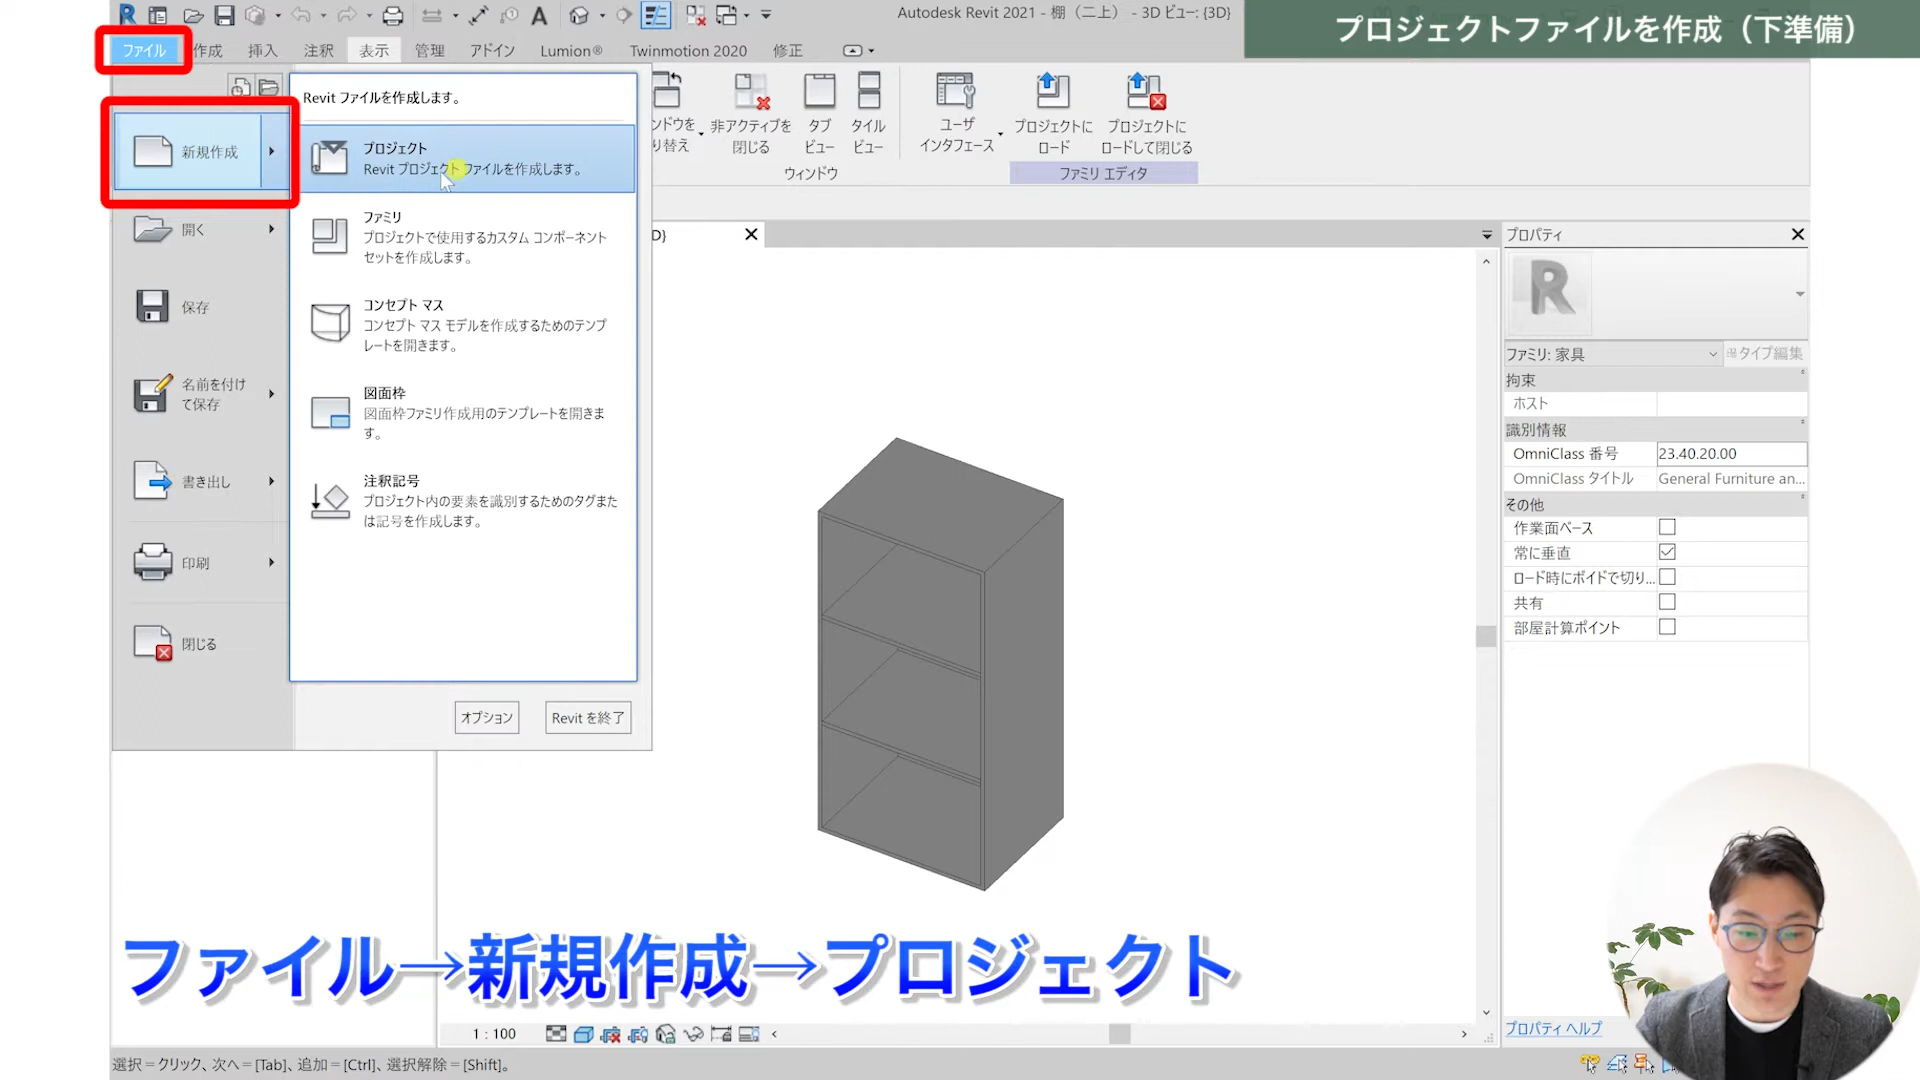 Autodesk Revit 2021 - 棚（二上） - 3D ビュー: {3D}
プロジェクトファイルを作成（下準備）
ファイル
作成
挿入
注釈
表示
管理
アドイン
Lumion®
Twinmotion 2020
修正
Revit ファイルを作成します。
新規作成
プロジェクト
Revit プロジェクト ファイルを作成します。
ファミリ
プロジェクトで使用するカスタム コンポーネント
セットを作成します。
コンセプト マス
コンセプト マス モデルを作成するためのテンプ
レートを開きます。
図面枠
図面枠ファミリ作成用のテンプレートを開きま
す。
注釈記号
プロジェクト内の要素を識別するためのタグまた
は記号を作成します。
開く
保存
名前を付け
て保存
書き出し
印刷
閉じる
オプション
Revit を終了
ンドウを
り替え
非アクティブを
閉じる
タブ
ビュー
タイル
ビュー
ウィンドウ
ユーザ
インタフェース
プロジェクトに
ロード
プロジェクトに
ロードして閉じる
ファミリ エディタ
D}
プロパティ
R
ファミリ: 家具
タイプ編集
拘束
ホスト
識別情報
OmniClass 番号
23.40.20.00
OmniClass タイトル
General Furniture an...
その他
作業面ベース
常に垂直
ロード時にボイドで切り...
共有
部屋計算ポイント
プロパティ ヘルプ
ファイル→新規作成→プロジェクト
1 : 100
選択＝クリック、次へ＝[Tab]、追加＝[Ctrl]、選択解除＝[Shift]。